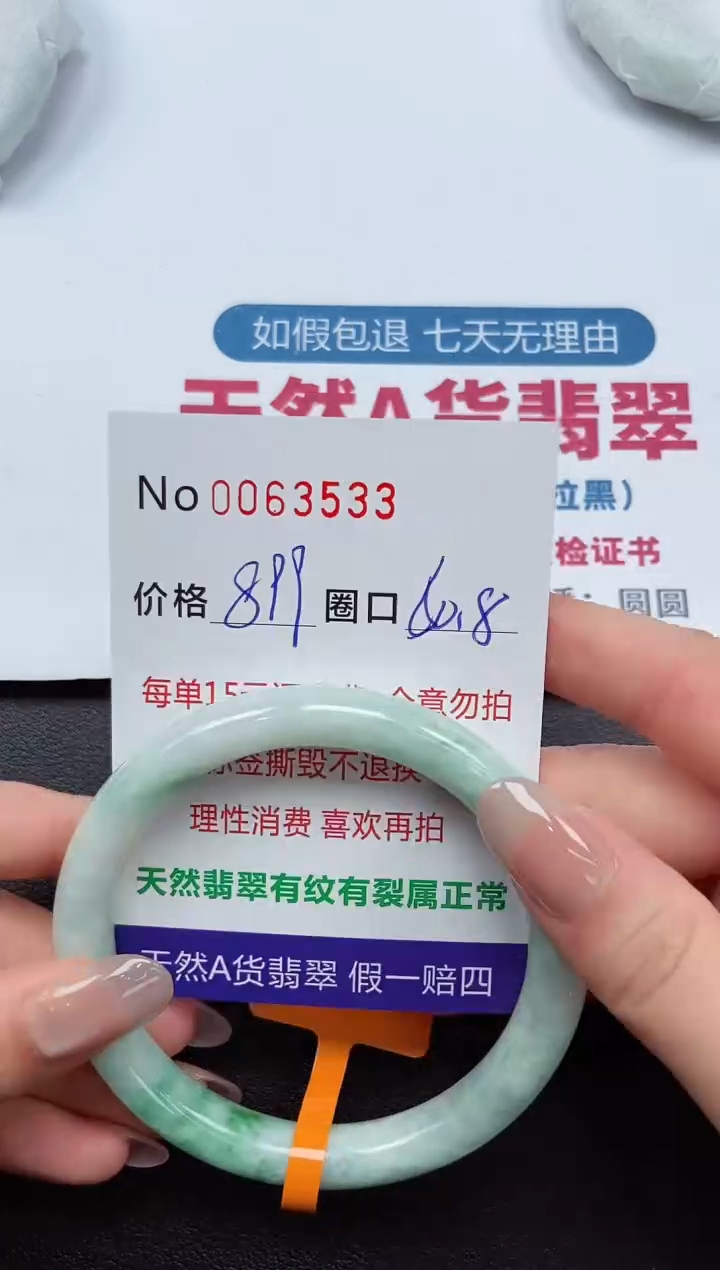 如假包退 七天无理由
天然A货翡翠
拉黑）
检证书
圆圆
No 0063533
价格 899 圈口 60.8
每单15 意勿拍
标签撕毁不退换
理性消费 喜欢再拍
天然翡翠有纹有裂属正常
天然A货翡翠 假一赔四